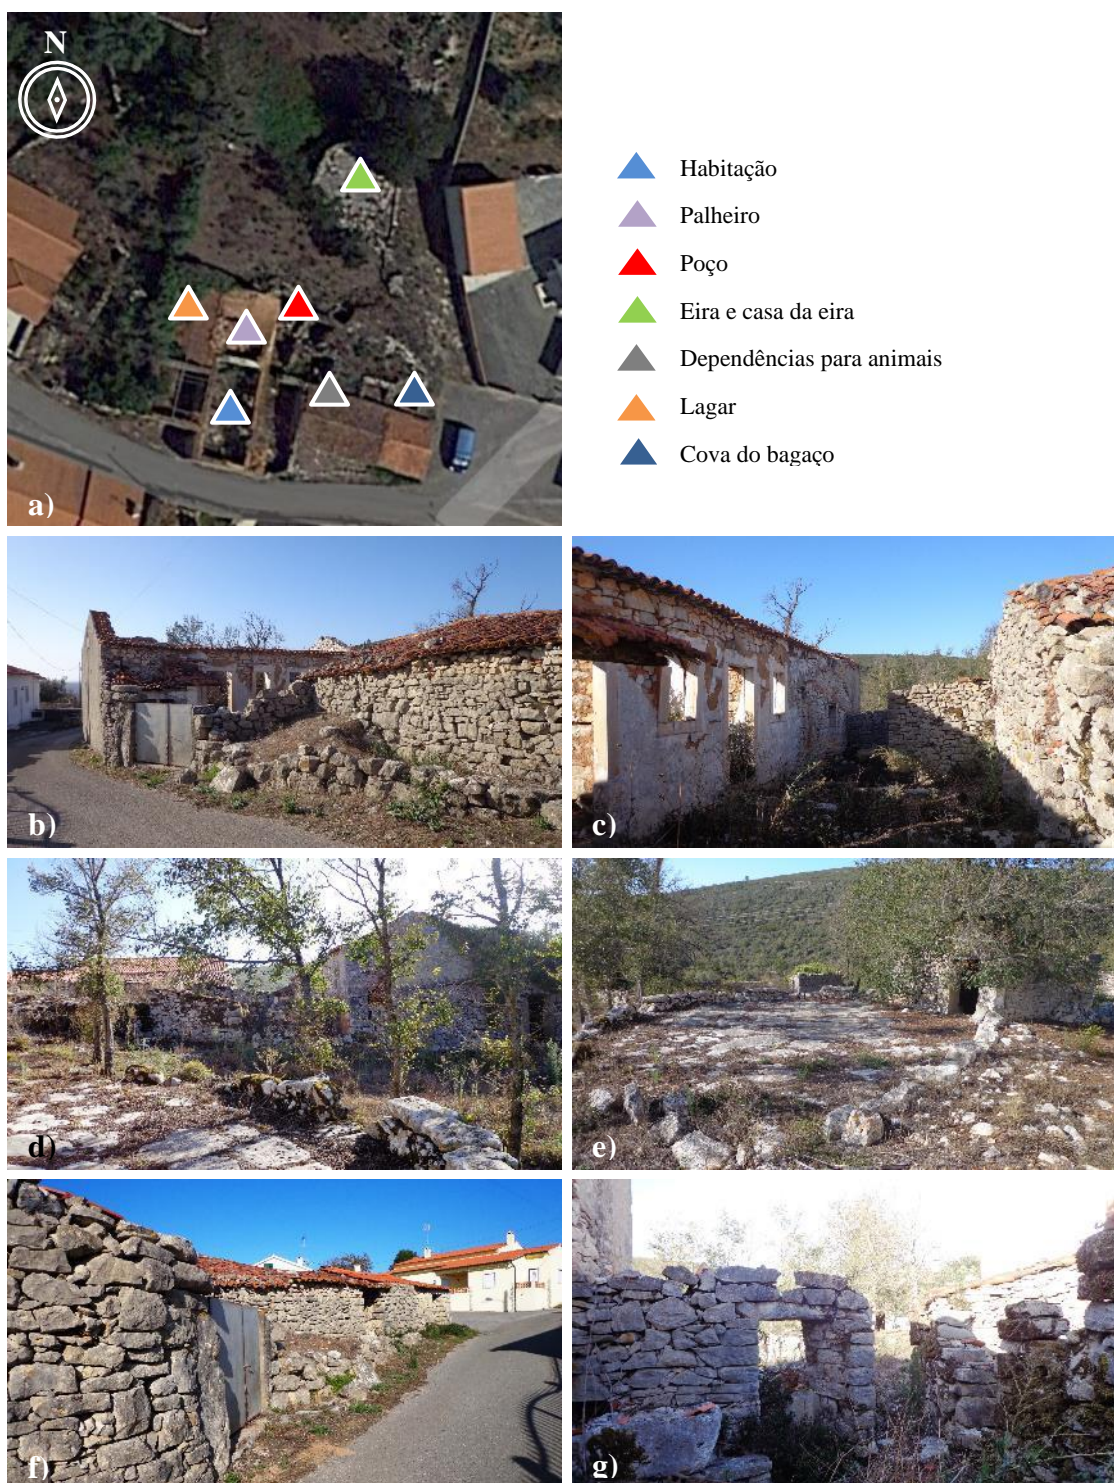 N
a)
Habitação
Palheiro
Poço
Eira e casa da eira
Dependências para animais
Lagar
Cova do bagaço
b)
c)
d)
e)
f)
g)